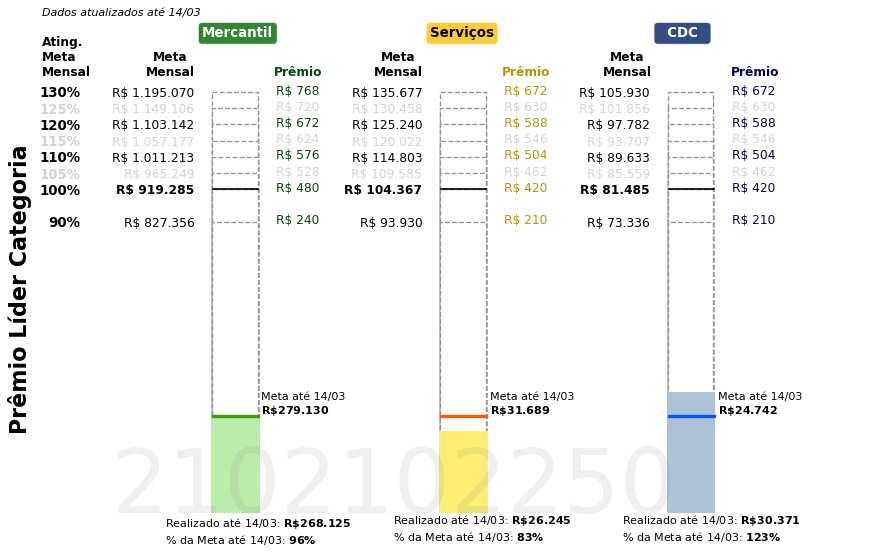 Dados atualizados até 14/03
Mercantil Serviços CDC
Ating. Meta Mensal Meta Mensal Prêmio Meta Mensal Prêmio Meta Mensal Prêmio
130% R$ 1.195.070 R$ 768 R$ 135.677 R$ 672 R$ 105.930 R$ 672
125% R$ 1.149.106 R$ 720 R$ 130.458 R$ 630 R$ 101.856 R$ 630
120% R$ 1.103.142 R$ 672 R$ 125.240 R$ 588 R$ 97.782 R$ 588
115% R$ 1.057.177 R$ 624 R$ 120.022 R$ 546 R$ 93.707 R$ 546
110% R$ 1.011.213 R$ 576 R$ 114.803 R$ 504 R$ 89.633 R$ 504
105% R$ 965.249 R$ 528 R$ 109.585 R$ 462 R$ 85.559 R$ 462
100% R$ 919.285 R$ 480 R$ 104.367 R$ 420 R$ 81.485 R$ 420
90% R$ 827.356 R$ 240 R$ 93.930 R$ 210 R$ 73.336 R$ 210
Prêmio Líder Categoria
Meta até 14/03 Meta até 14/03 Meta até 14/03
R$279.130 R$31.689 R$24.742
2102102250
Realizado até 14/03: R$268.125 Realizado até 14/03: R$26.245 Realizado até 14/03: R$30.371
% da Meta até 14/03: 96% % da Meta até 14/03: 83% % da Meta até 14/03: 123%